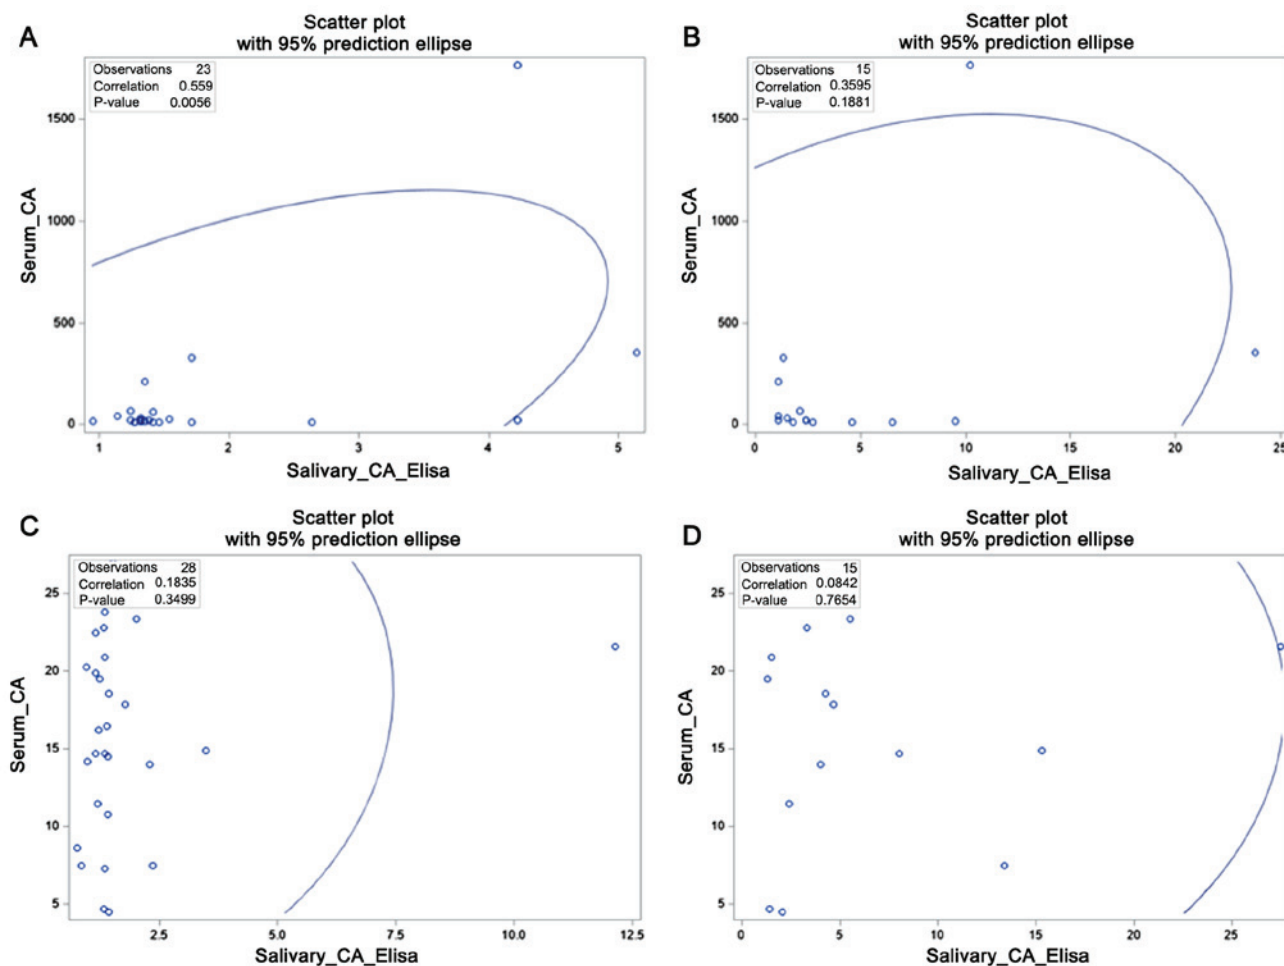 A
Scatter plot
with 95% prediction ellipse
Observations 23
Correlation 0.559
P-value 0.0056
1500
1000
500
0
Serum_CA
1 2 3 4 5
Salivary_CA_Elisa
B
Scatter plot
with 95% prediction ellipse
Observations 15
Correlation 0.3595
P-value 0.1881
1500
1000
500
0
Serum_CA
0 5 10 15 20 25
Salivary_CA_Elisa
C
Scatter plot
with 95% prediction ellipse
Observations 28
Correlation 0.1835
P-value 0.3499
25
20
15
10
5
Serum_CA
2.5 5.0 7.5 10.0 12.5
Salivary_CA_Elisa
D
Scatter plot
with 95% prediction ellipse
Observations 15
Correlation 0.0842
P-value 0.7654
25
20
15
10
5
Serum_CA
0 5 10 15 20 25
Salivary_CA_Elisa